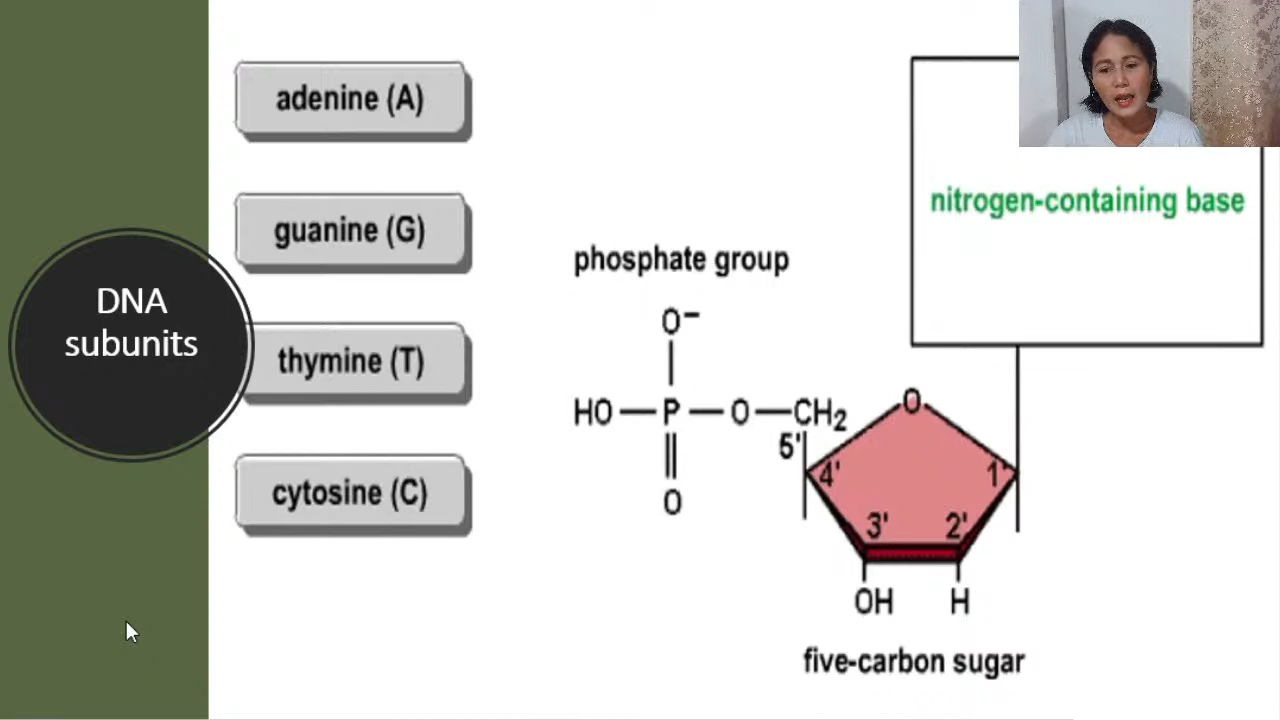 DNA
subunits
adenine (A)
guanine (G)
thymine (T)
cytosine (C)
nitrogen-containing base
phosphate group
O−
HO—P—O—CH₂
O
5'
O
4'
1'
3'
2'
OH
H
five-carbon sugar